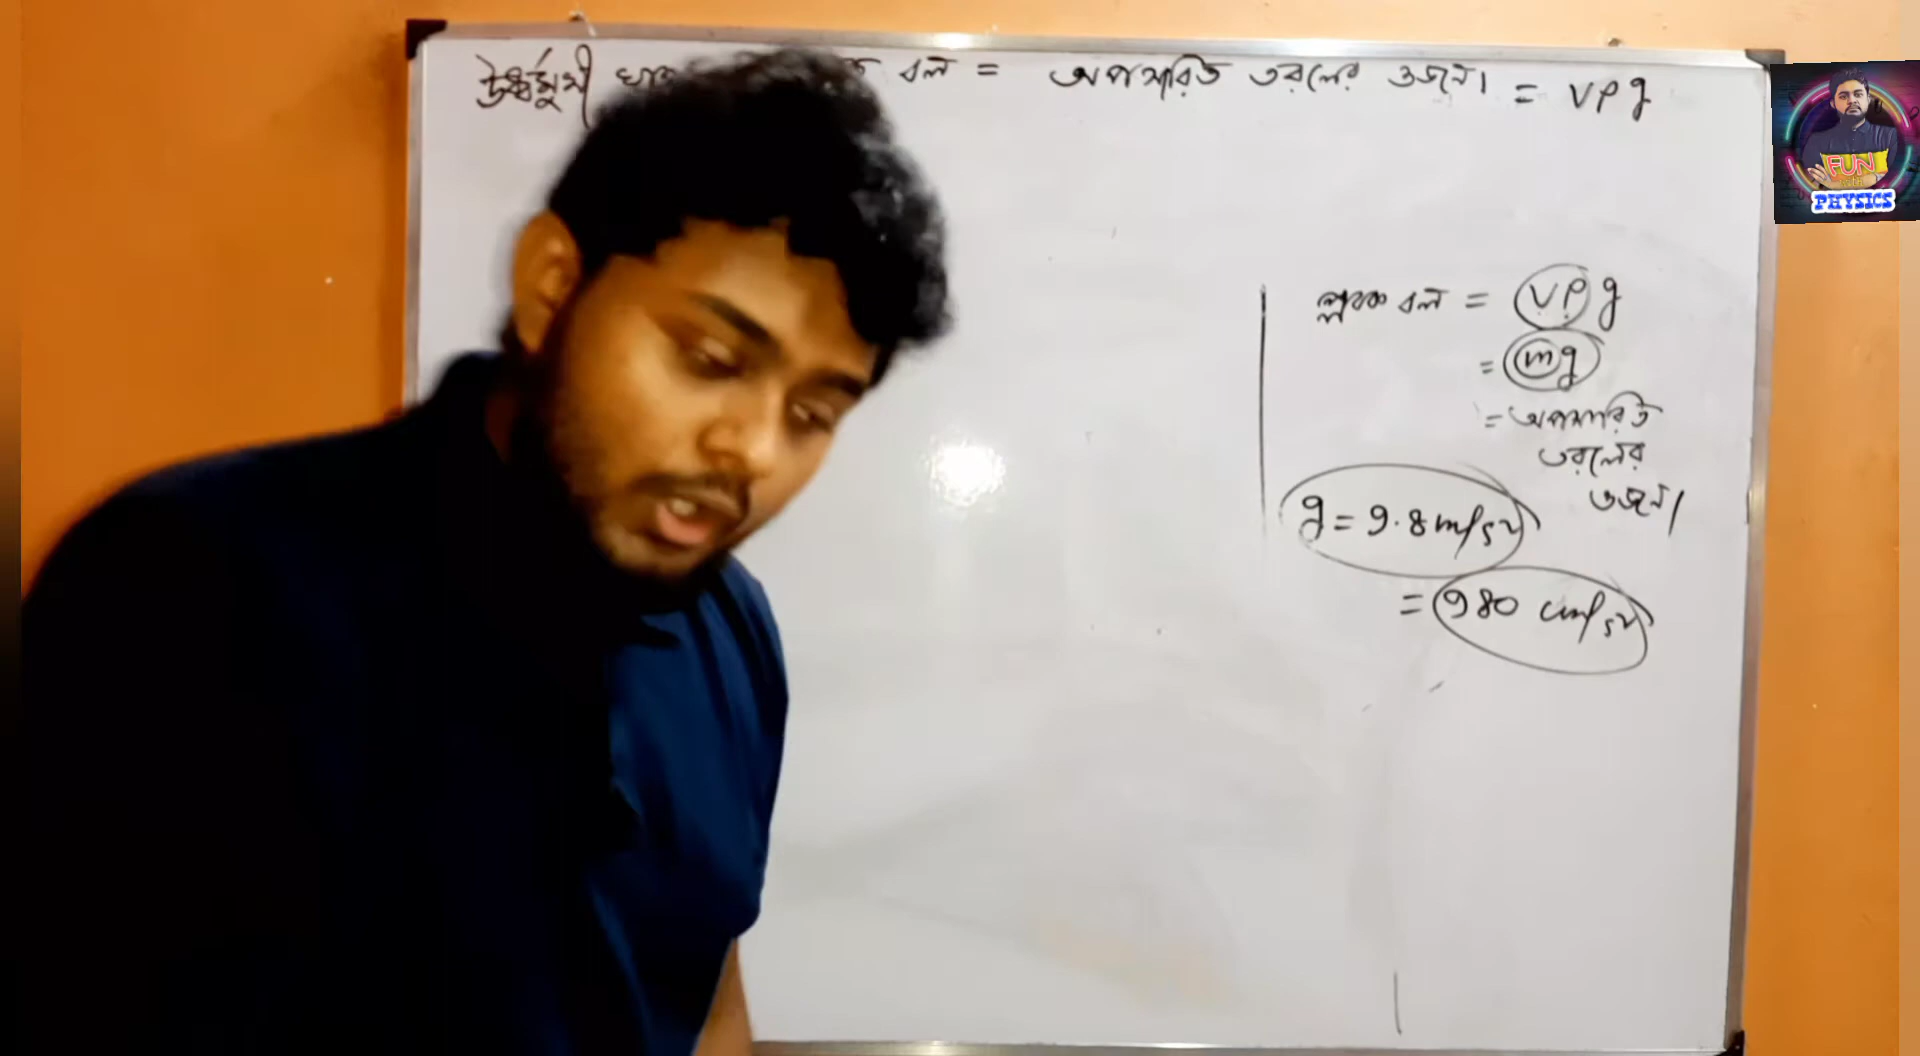 উর্ধ্বমুখী বল = অপসারিত তরলের ওজন। = vρg
FUN
PHYSICS
প্লবক বল = vρg
= mg
= অপসারিত
তরলের
ওজন।
g = 9.8 m/s²
= 980 cm/s²